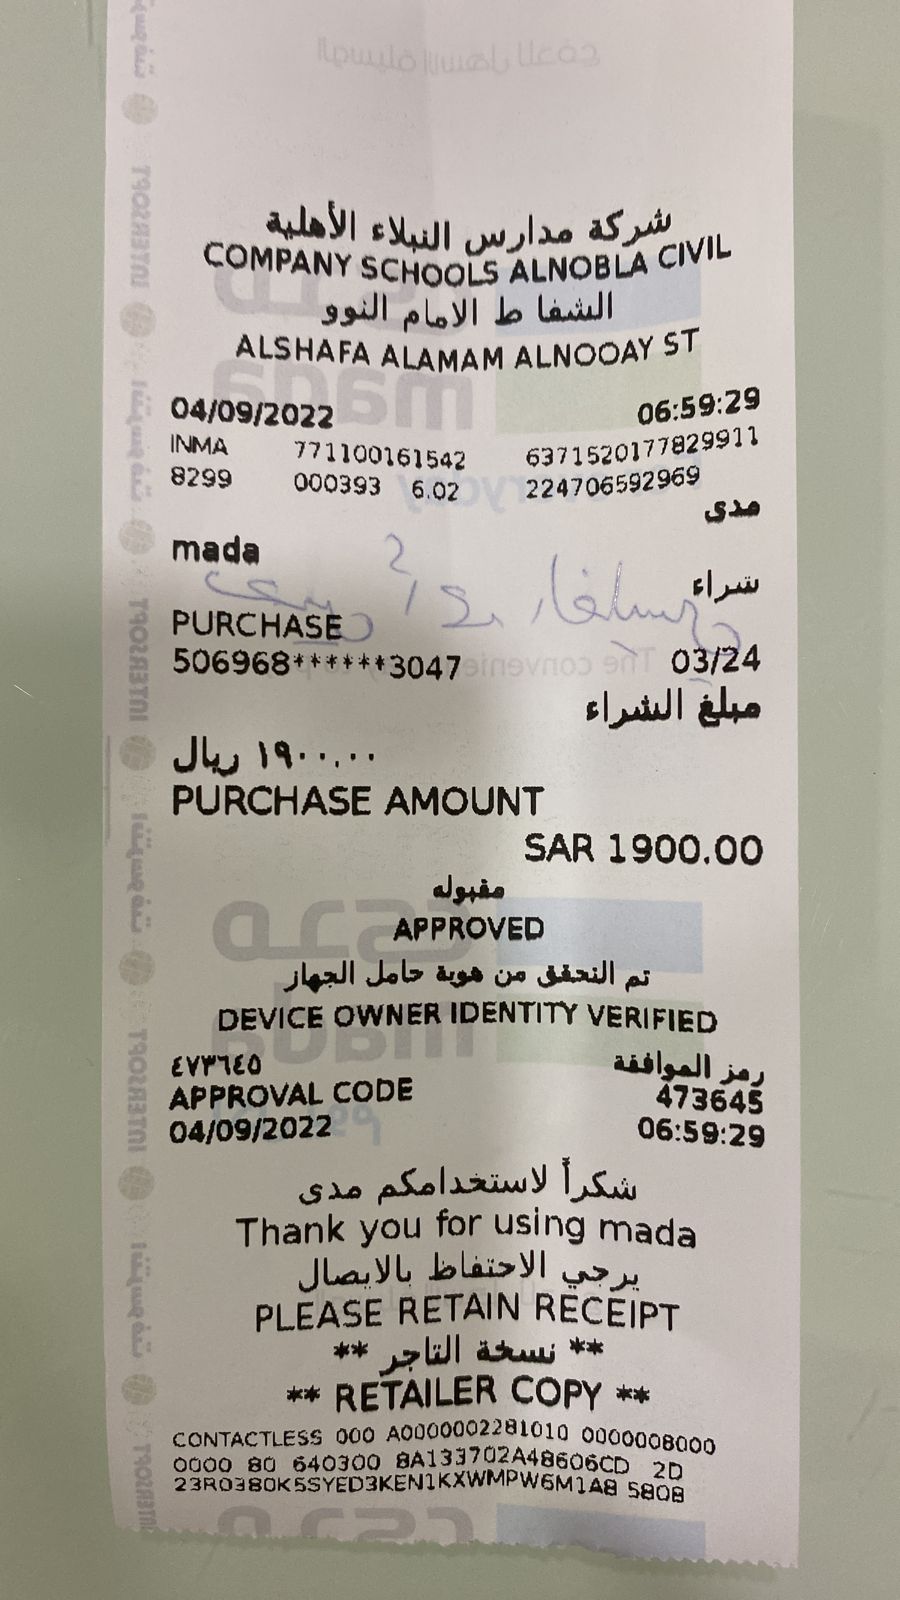 شركة مدارس النبلاء الأهلية
COMPANY SCHOOLS ALNOBLA CIVIL
الشفا ط الامام النوو
ALSHAFA ALAMAM ALNOOAY ST
04/09/2022 06:59:29
INMA 771100161542 6371520177829911
8299 000393 6.02 224706592969
مدى
mada
شراء
PURCHASE
506968******3047 03/24
مبلغ الشراء
١٩٠٠.٠٠ ريال
PURCHASE AMOUNT
SAR 1900.00
مقبوله
APPROVED
تم التحقق من هوية حامل الجهاز
DEVICE OWNER IDENTITY VERIFIED
رمز الموافقة ٤٧٣٦٤٥
APPROVAL CODE 473645
04/09/2022 06:59:29
شكراً لاستخدامكم مدى
Thank you for using mada
يرجي الاحتفاظ بالايصال
PLEASE RETAIN RECEIPT
** نسخة التاجر **
** RETAILER COPY **
CONTACTLESS 000 A0000002281010 0000008000
0000 80 640300 8A133702A48606CD 2D
23R0380K5SYED3KEN1KXWMPW6M1A8 5808